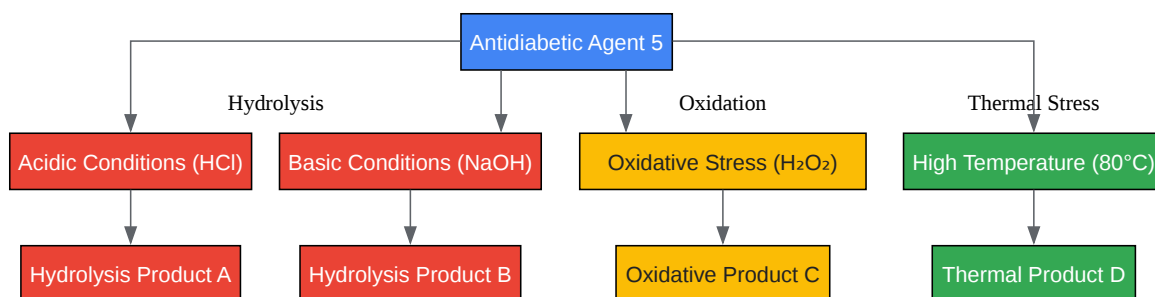 Antidiabetic Agent 5
Hydrolysis
Oxidation
Thermal Stress
Acidic Conditions (HCl)
Basic Conditions (NaOH)
Oxidative Stress (H₂O₂)
High Temperature (80°C)
Hydrolysis Product A
Hydrolysis Product B
Oxidative Product C
Thermal Product D